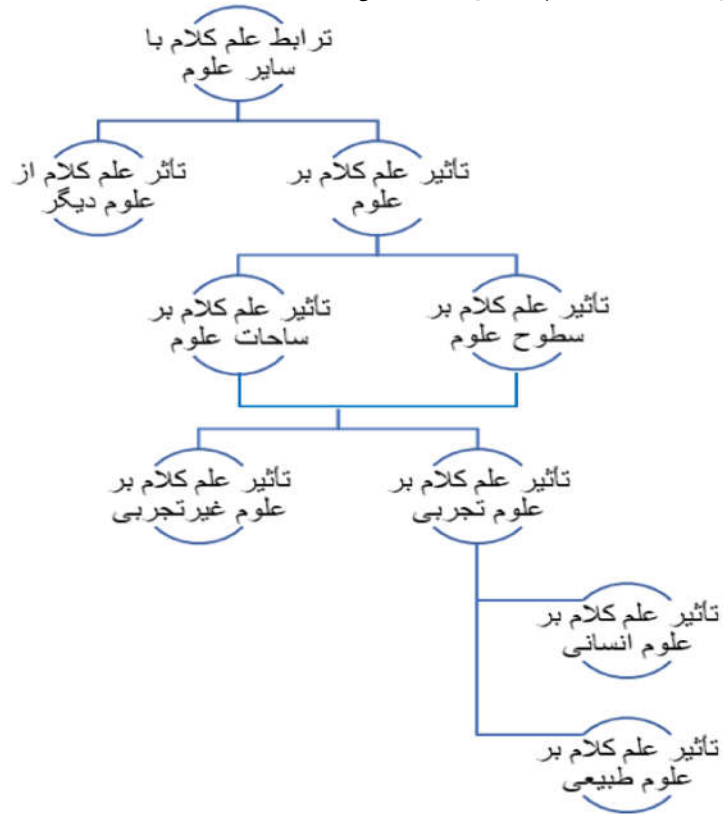 ترابط علم کلام با
سایر علوم
تأثیر علم کلام بر
علوم
تأثر علم کلام از
علوم دیگر
تأثیر علم کلام بر
سطوح علوم
تأثیر علم کلام بر
ساحات علوم
تأثیر علم کلام بر
علوم تجربی
تأثیر علم کلام بر
علوم غیرتجربی
تأثیر علم کلام بر
علوم انسانی
تأثیر علم کلام بر
علوم طبیعی